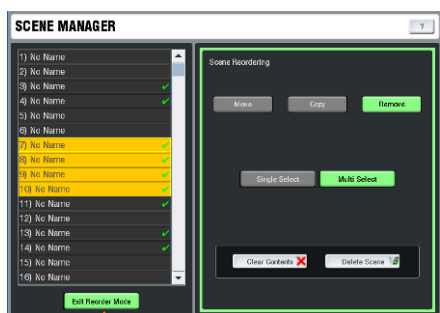 SCENE MANAGER
?
1) No Name
2) No Name
3) No Name
4) No Name
5) No Name
6) No Name
7) No Name
8) No Name
9) No Name
10) No Name
11) No Name
12) No Name
13) No Name
14) No Name
15) No Name
16) No Name
Exit Reorder Mode
Scene Reordering
Move Copy Remove
Single Select Multi Select
Clear Contents Delete Scene